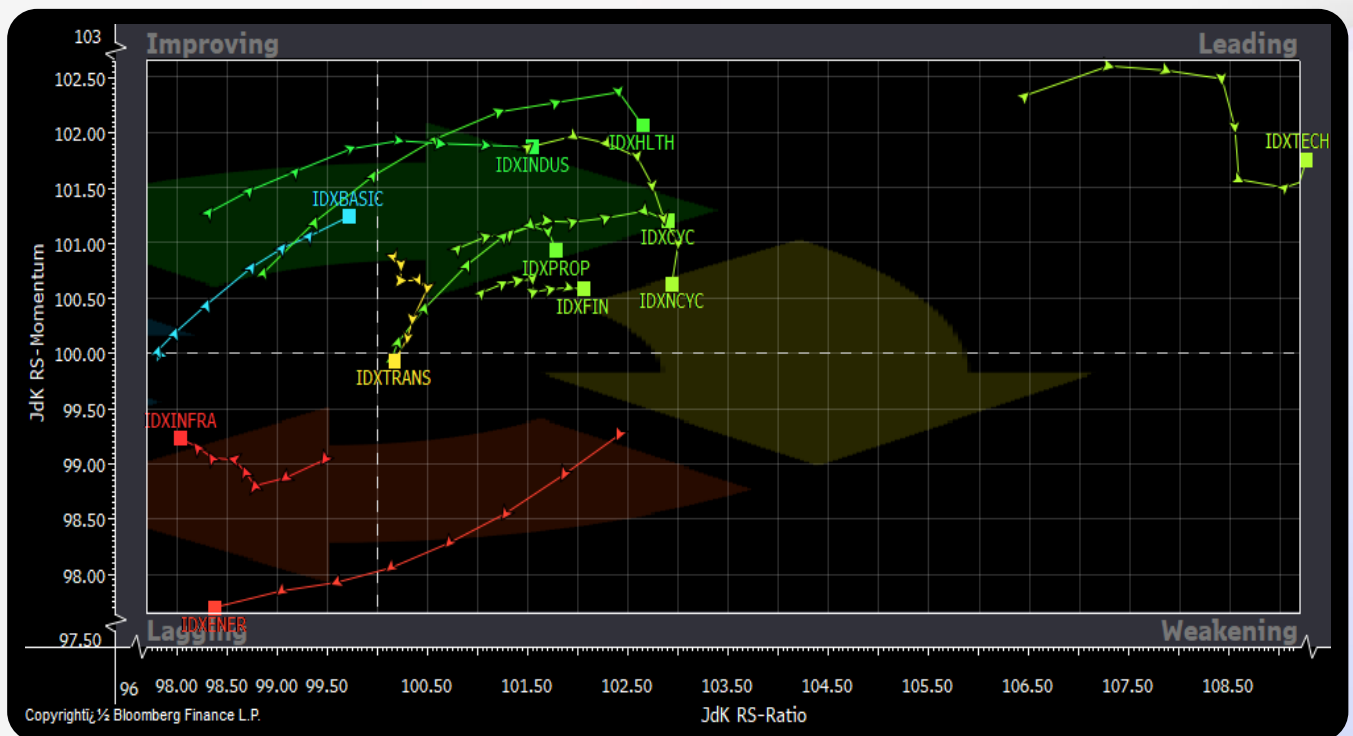 103
Improving
Leading
102.50
102.00
101.50
101.00
100.50
100.00
99.50
99.00
98.50
98.00
97.50
JdK RS-Momentum
IDXTECH
IDXHLTH
IDXINDUS
IDXBASIC
IDXCYC
IDXPROP
IDXNCYC
IDXFIN
IDXTRANS
IDXINFRA
IDXENER
Lagging
Weakening
96
98.00 98.50 99.00 99.50 100.50 101.50 102.50 103.50 104.50 105.50 106.50 107.50 108.50
JdK RS-Ratio
Copyrightï¿½ Bloomberg Finance L.P.